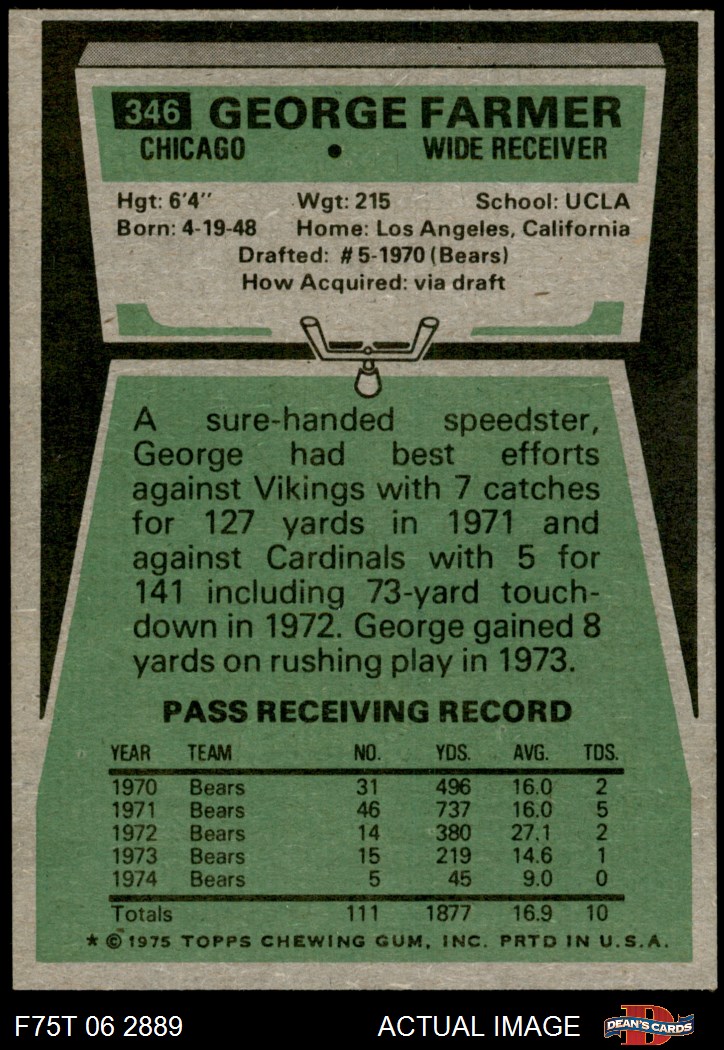 346 GEORGE FARMER
CHICAGO • WIDE RECEIVER
Hgt: 6'4" Wgt: 215 School: UCLA
Born: 4-19-48 Home: Los Angeles, California
Drafted: #5-1970 (Bears)
How Acquired: via draft
A sure-handed speedster,
George had best efforts
against Vikings with 7 catches
for 127 yards in 1971 and
against Cardinals with 5 for
141 including 73-yard touch-
down in 1972. George gained 8
yards on rushing play in 1973.
PASS RECEIVING RECORD
YEAR TEAM NO. YDS. AVG. TDS.
1970 Bears 31 496 16.0 2
1971 Bears 46 737 16.0 5
1972 Bears 14 380 27.1 2
1973 Bears 15 219 14.6 1
1974 Bears 5 45 9.0 0
Totals 111 1877 16.9 10
* © 1975 TOPPS CHEWING GUM, INC. PRTD IN U.S.A.
F75T 06 2889 ACTUAL IMAGE D DEAN'S CARDS